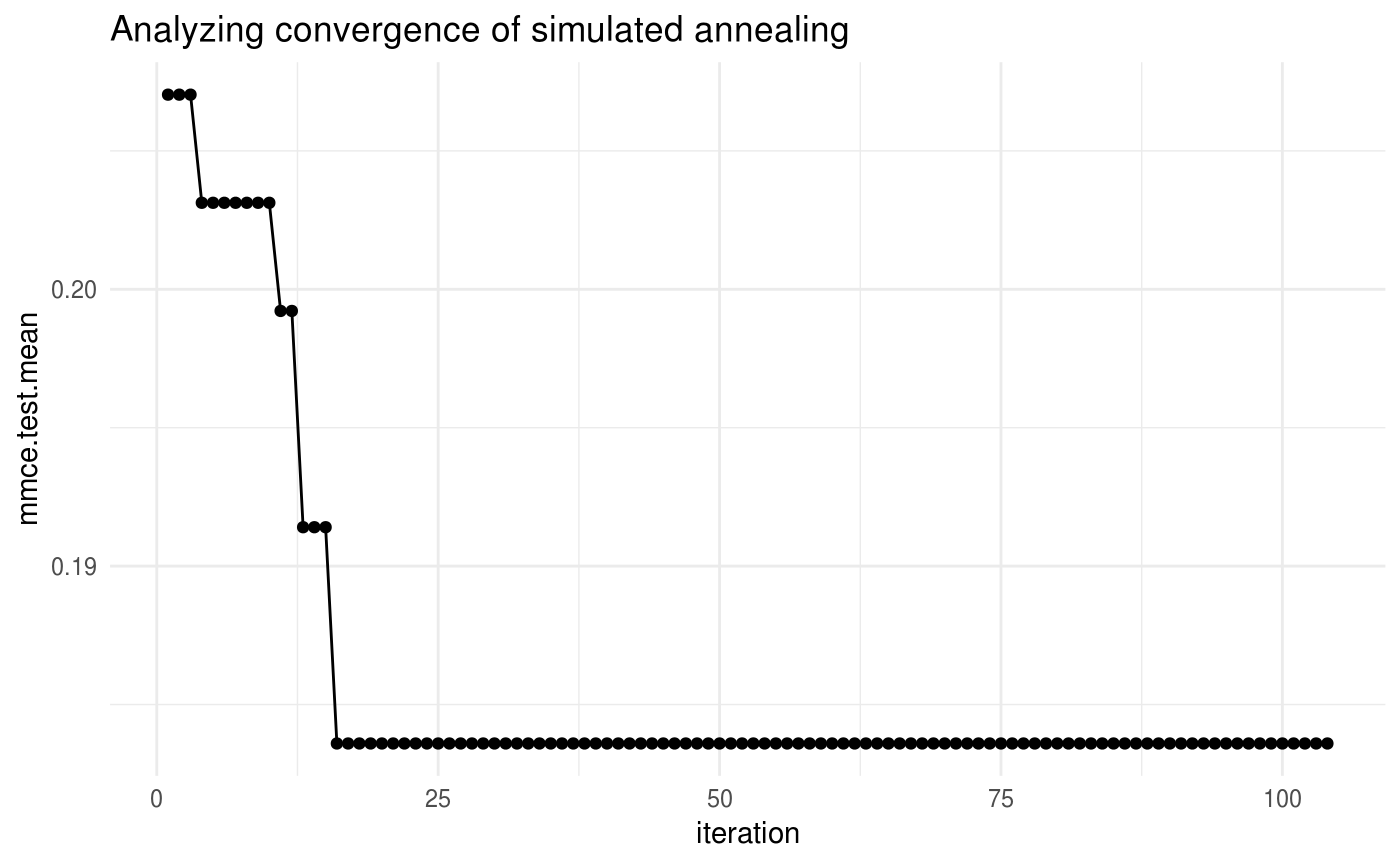 Analyzing convergence of simulated annealing
mmce.test.mean
0.20
0.19
0 25 50 75 100
iteration